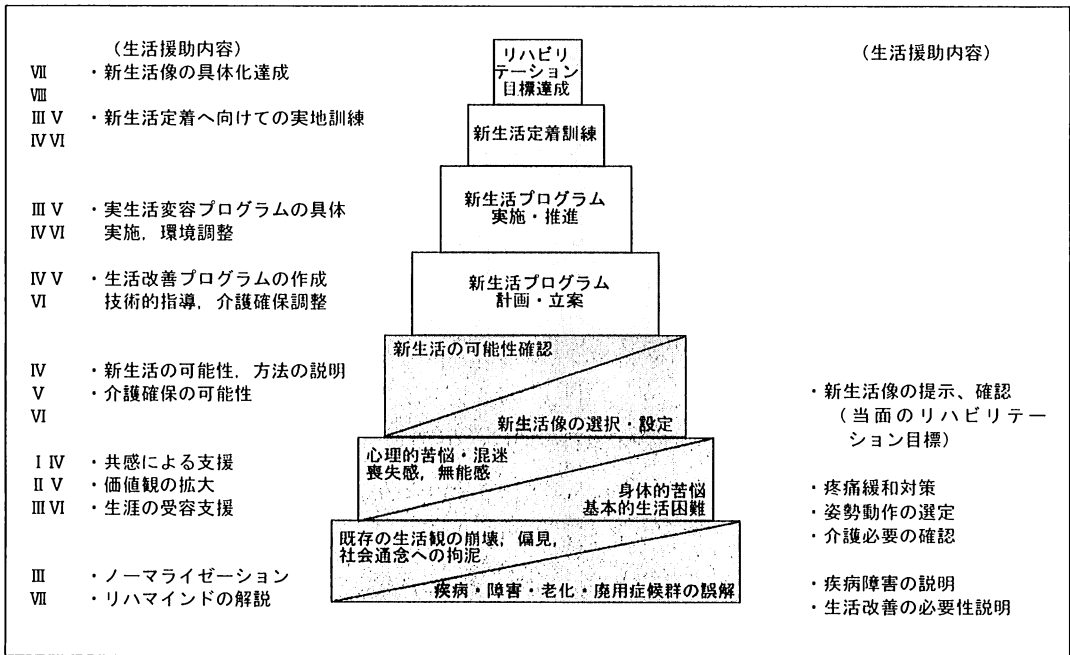 （生活援助内容）
Ⅶ ・新生活像の具体化達成
Ⅷ
Ⅲ Ⅴ ・新生活定着へ向けての実地訓練
Ⅳ Ⅵ
Ⅲ Ⅴ ・実生活変容プログラムの具体
Ⅳ Ⅵ 実施，環境調整
Ⅳ Ⅴ ・生活改善プログラムの作成
Ⅵ 技術的指導，介護確保調整
Ⅳ ・新生活の可能性，方法の説明
Ⅴ ・介護確保の可能性
Ⅵ
Ⅰ Ⅳ ・共感による支援
Ⅱ Ⅴ ・価値観の拡大
Ⅲ Ⅵ ・生涯の受容支援
Ⅲ ・ノーマライゼーション
Ⅶ ・リハマインドの解説
リハビリ
テーション
目標達成
新生活定着訓練
新生活プログラム
実施・推進
新生活プログラム
計画・立案
新生活の可能性確認
新生活像の選択・設定
心理的苦悩・混迷
喪失感，無能感
身体的苦悩
基本的生活困難
既存の生活観の崩壊，偏見，
社会通念への拘泥
疾病・障害・老化・廃用症候群の誤解
（生活援助内容）
・新生活像の提示、確認
（当面のリハビリテー
ション目標）
・疼痛緩和対策
・姿勢動作の選定
・介護必要の確認
・疾病障害の説明
・生活改善の必要性説明